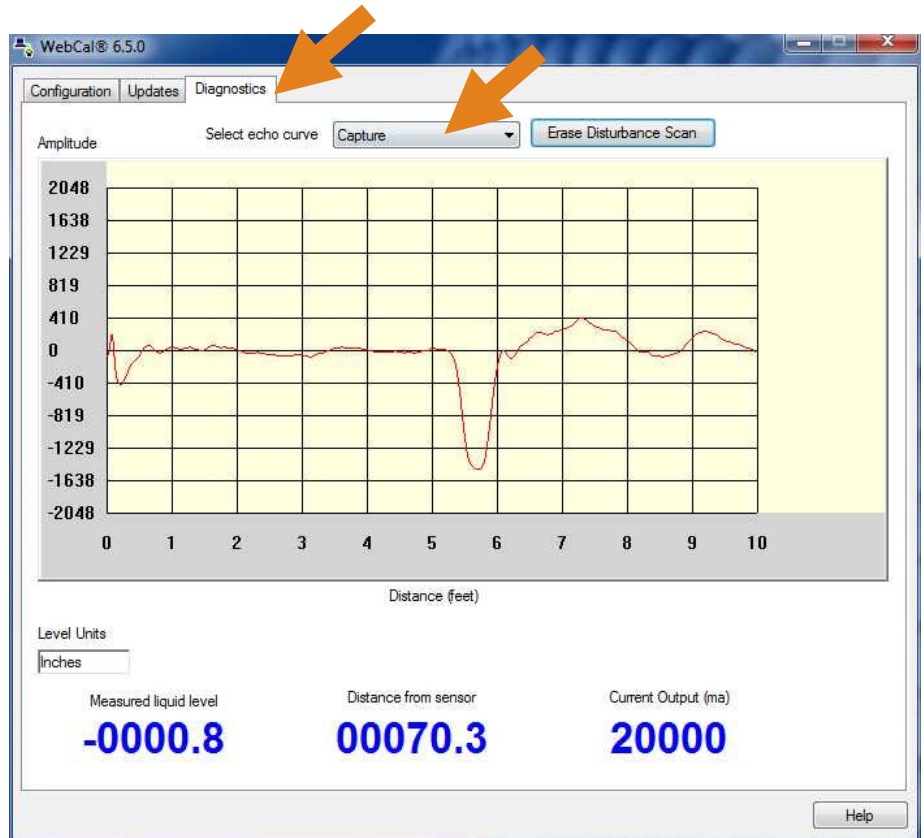 WebCal® 6.5.0
Configuration Updates Diagnostics
Select echo curve Capture Erase Disturbance Scan
Amplitude
2048
1638
1229
819
410
0
-410
-819
-1229
-1638
-2048
0 1 2 3 4 5 6 7 8 9 10
Distance (feet)
Level Units
Inches
Measured liquid level Distance from sensor Current Output (ma)
-0000.8 00070.3 20000
Help